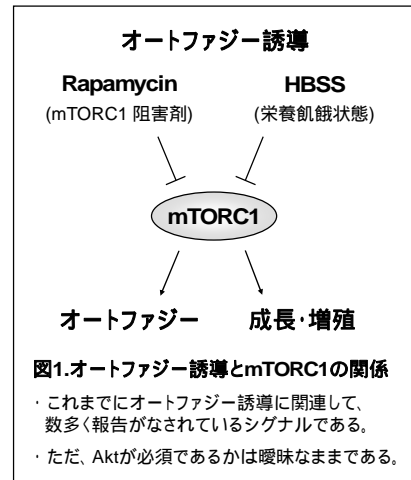 オートファジー誘導
Rapamycin HBSS
(mTORC1 阻害剤) (栄養飢餓状態)
mTORC1
オートファジー 成長・増殖
図1.オートファジー誘導とmTORC1の関係
・これまでにオートファジー誘導に関連して、
数多く報告がなされているシグナルである。
・ただ、Aktが必須であるかは曖昧なままである。